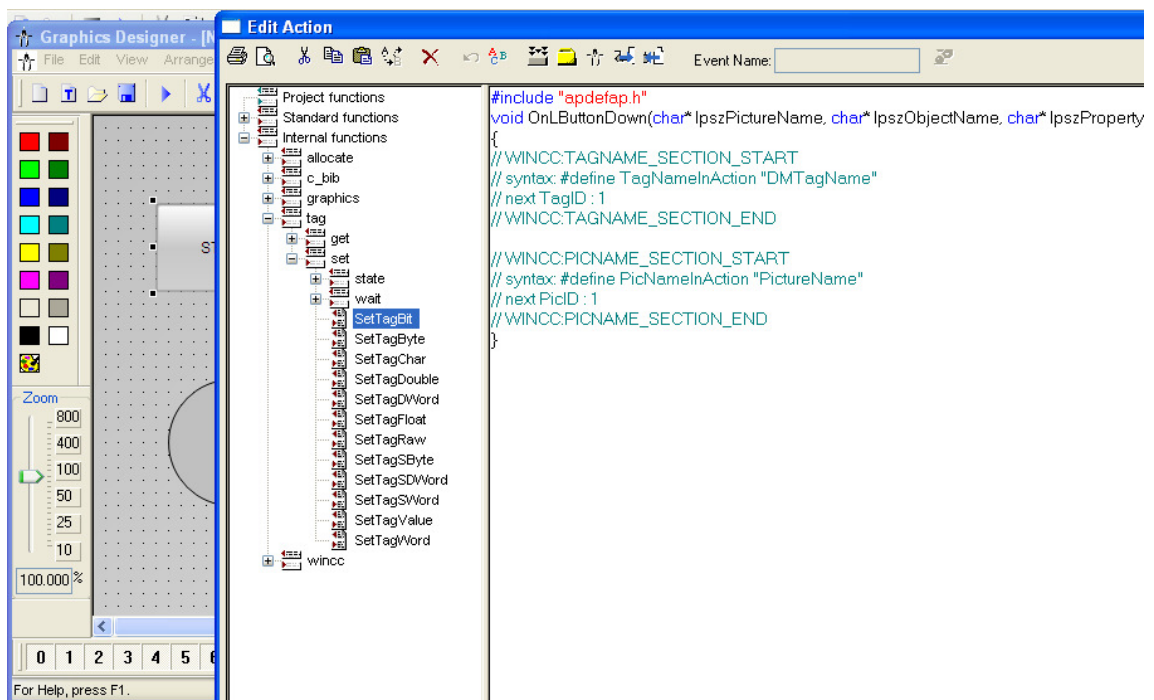 Graphics Designer - [N
File Edit View Arrange
T
Zoom
800
400
100
50
25
10
100.000 %
0 1 2 3 4 5 6
For Help, press F1.
Edit Action
Event Name:
Project functions
Standard functions
Internal functions
allocate
c_bib
graphics
tag
get
set
state
wait
SetTagBit
SetTagByte
SetTagChar
SetTagDouble
SetTagDWord
SetTagFloat
SetTagRaw
SetTagSByte
SetTagSDWord
SetTagSWord
SetTagValue
SetTagWord
wincc
#include "apdefap.h"
void OnLButtonDown(char* lpszPictureName, char* lpszObjectName, char* lpszProperty
{
// WINCC:TAGNAME_SECTION_START
// syntax: #define TagNameInAction "DMTagName"
// next TagID : 1
// WINCC:TAGNAME_SECTION_END
// WINCC:PICNAME_SECTION_START
// syntax: #define PicNameInAction "PictureName"
// next PicID : 1
// WINCC:PICNAME_SECTION_END
}